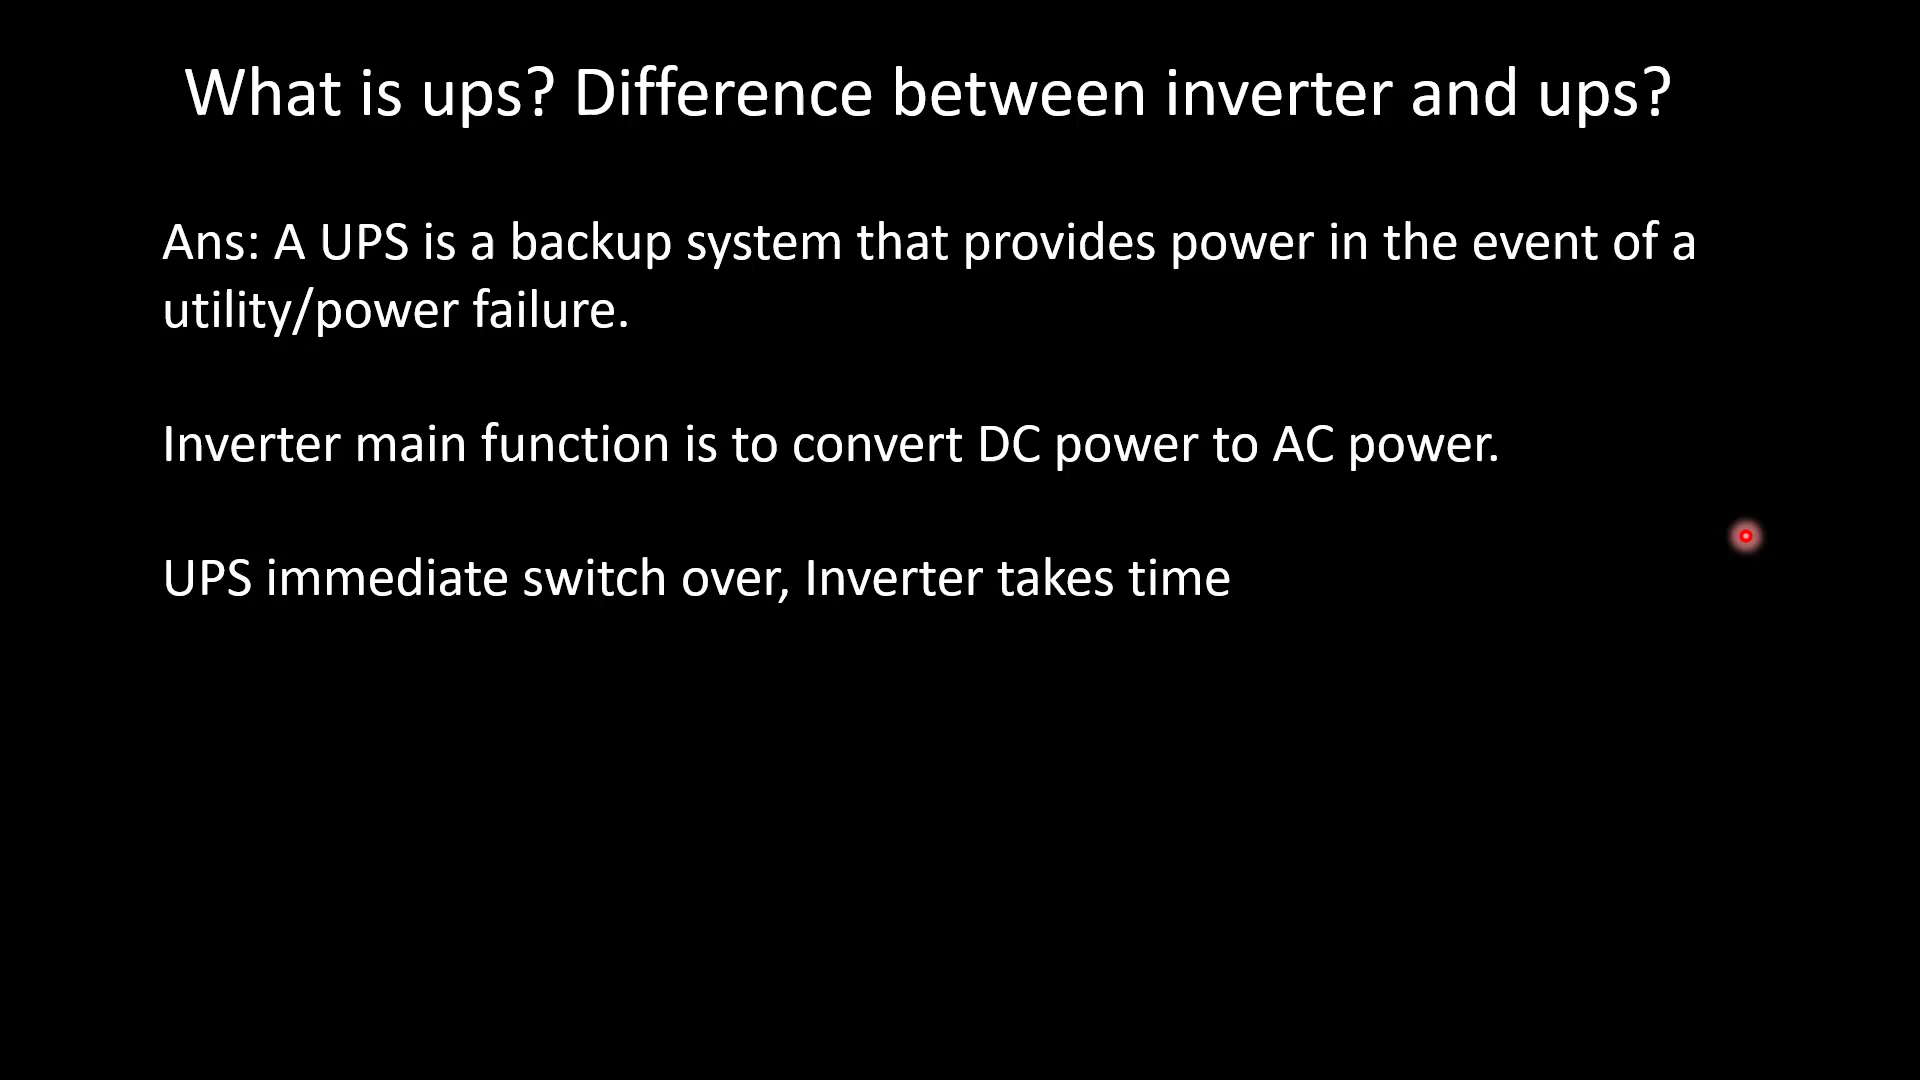 What is ups? Difference between inverter and ups?
Ans: A UPS is a backup system that provides power in the event of a
utility/power failure.
Inverter main function is to convert DC power to AC power.
UPS immediate switch over, Inverter takes time